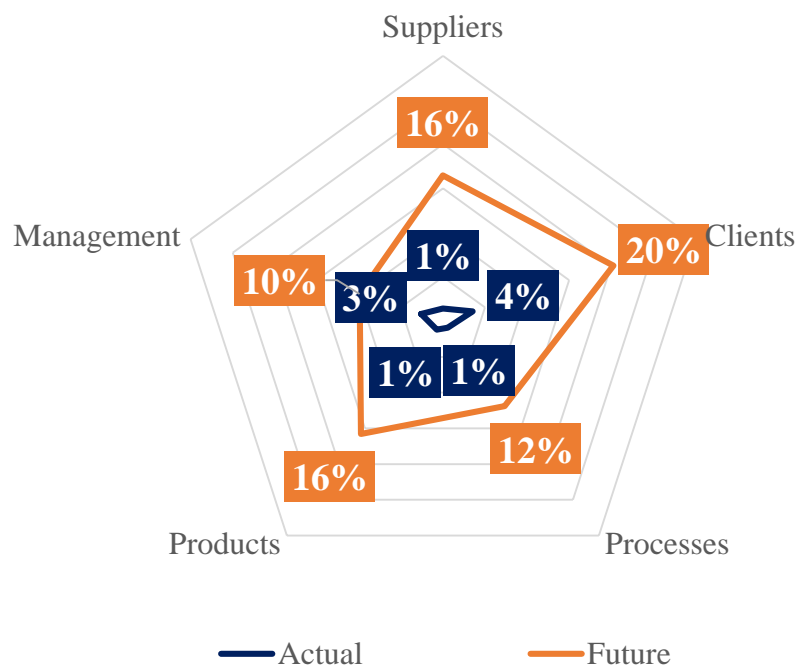 Suppliers
16%
Management
Clients
20%
1%
10%
3%
4%
1%
1%
12%
16%
Products
Processes
Actual
Future